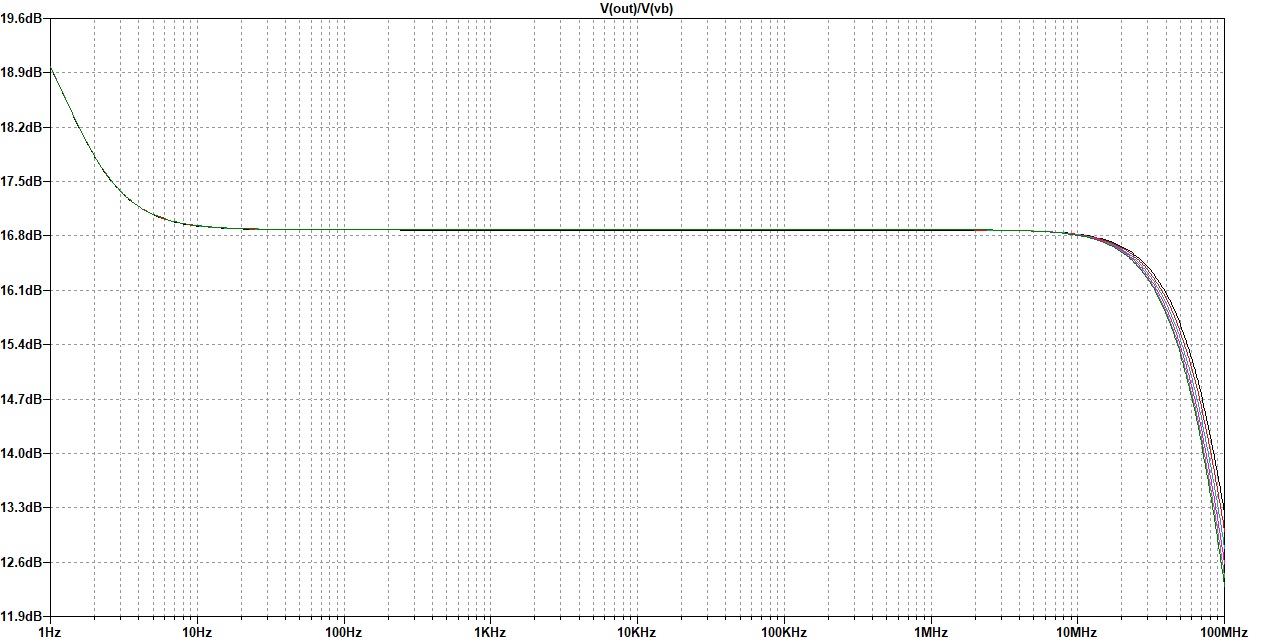 V(out)/V(vb)
19.6dB
18.9dB
18.2dB
17.5dB
16.8dB
16.1dB
15.4dB
14.7dB
14.0dB
13.3dB
12.6dB
11.9dB
1Hz 10Hz 100Hz 1KHz 10KHz 100KHz 1MHz 10MHz 100MHz